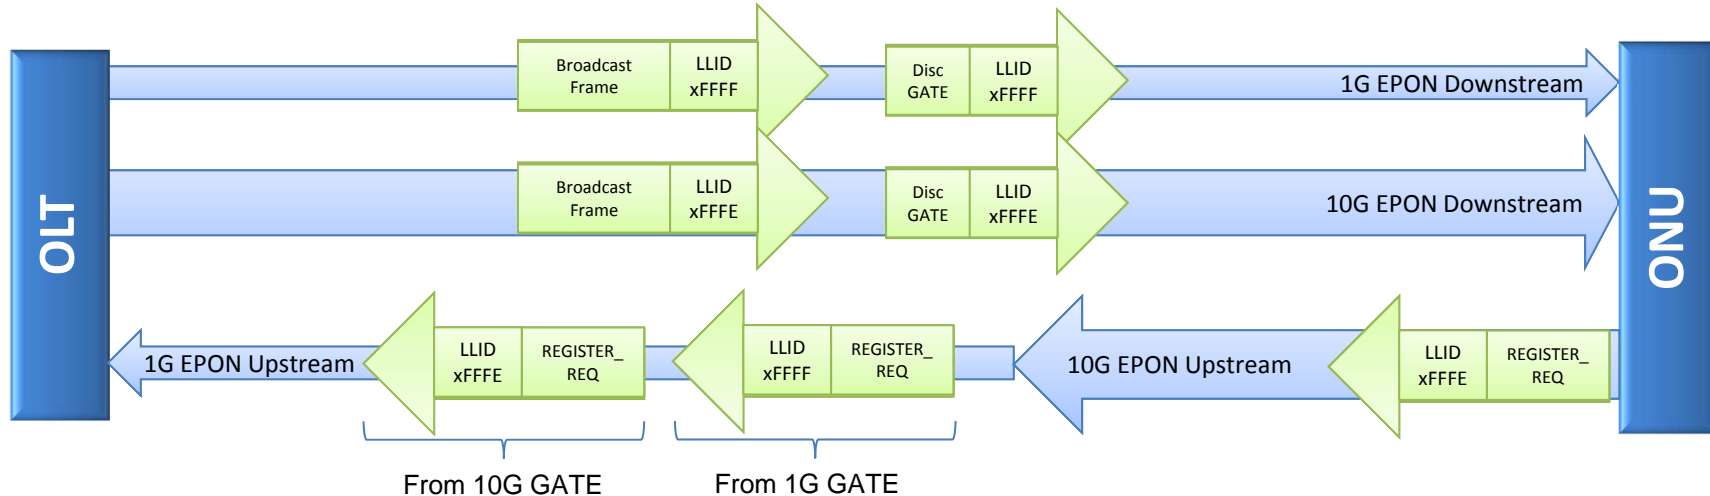 OLT
Broadcast
Frame
LLID
xFFFF
Disc
GATE
LLID
xFFFF
1G EPON Downstream
Broadcast
Frame
LLID
xFFFE
Disc
GATE
LLID
xFFFE
10G EPON Downstream
ONU
1G EPON Upstream
LLID
xFFFE
REGISTER_
REQ
LLID
xFFFF
REGISTER_
REQ
10G EPON Upstream
LLID
xFFFE
REGISTER_
REQ
From 10G GATE
From 1G GATE